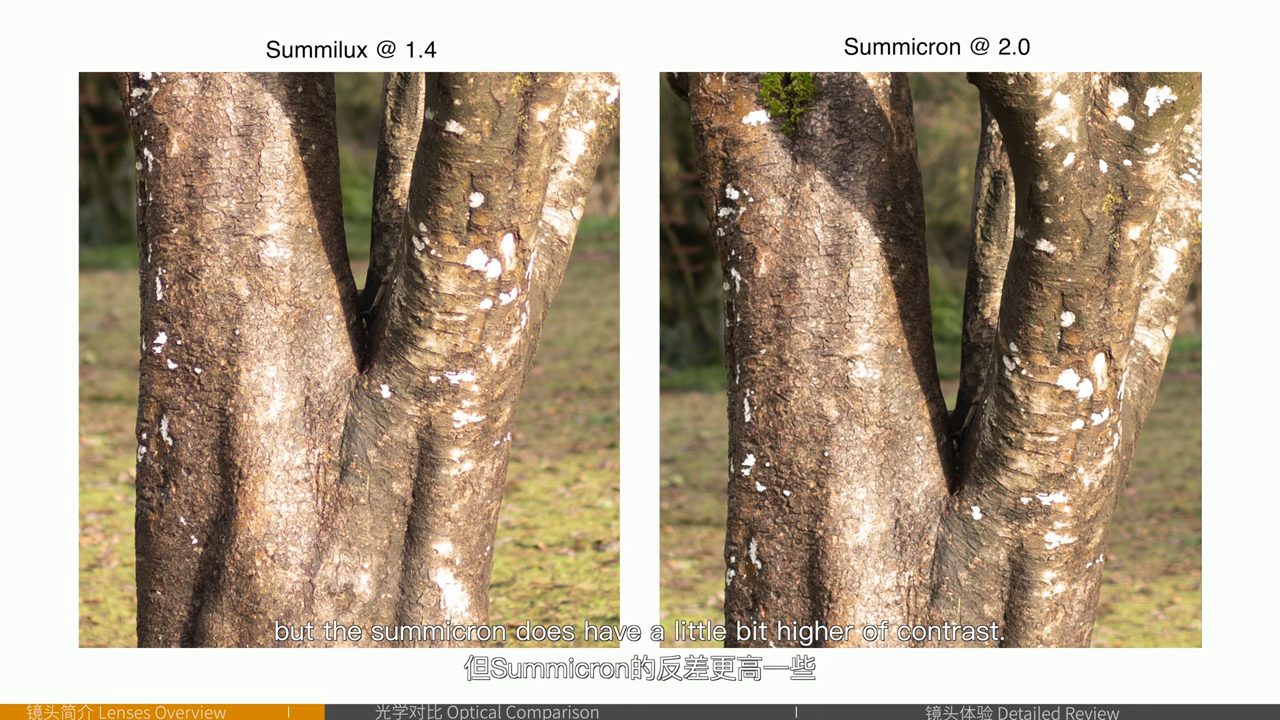 Summilux @ 1.4
Summicron @ 2.0
but the summicron does have a little bit higher of contrast.
但Summicron的反差更高一些
镜头简介 Lenses Overview
光学对比 Optical Comparison
镜头体验 Detailed Review